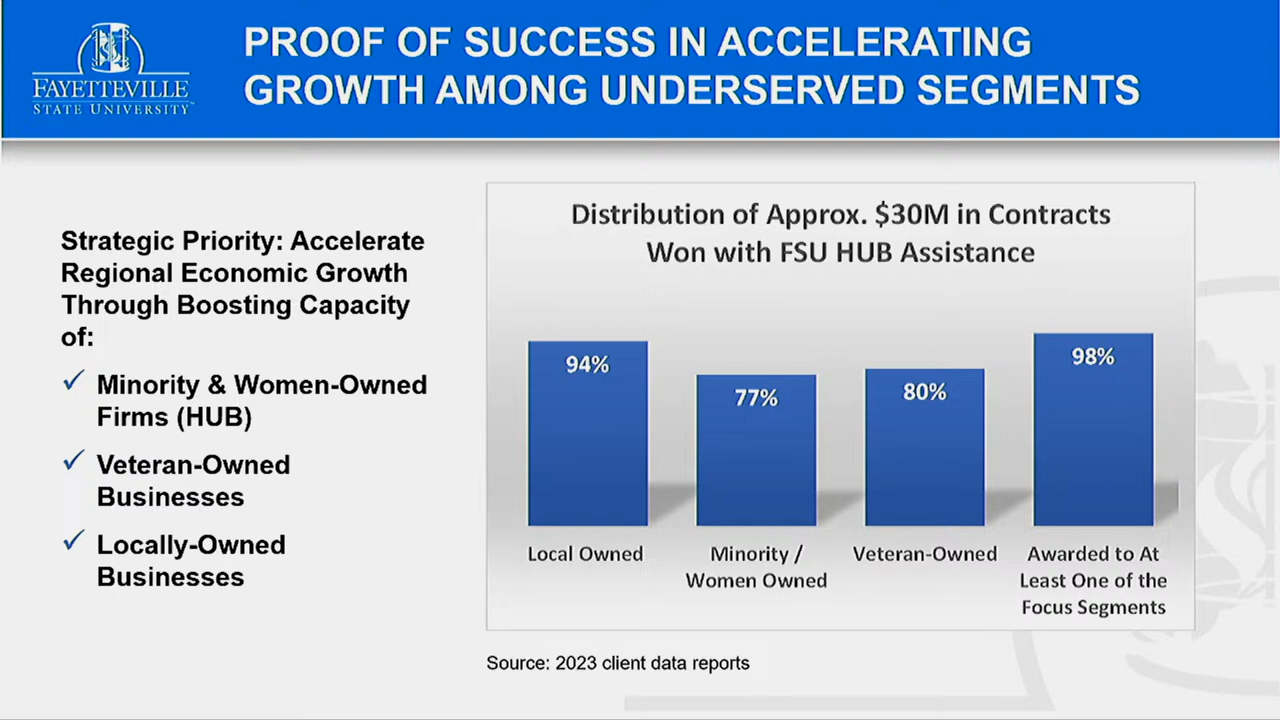 FAYETTEVILLE
STATE UNIVERSITY
PROOF OF SUCCESS IN ACCELERATING
GROWTH AMONG UNDERSERVED SEGMENTS
Strategic Priority: Accelerate
Regional Economic Growth
Through Boosting Capacity
of:
✓ Minority & Women-Owned
Firms (HUB)
✓ Veteran-Owned
Businesses
✓ Locally-Owned
Businesses
Distribution of Approx. $30M in Contracts
Won with FSU HUB Assistance
94%
77%
80%
98%
Local Owned
Minority /
Women Owned
Veteran-Owned
Awarded to At
Least One of the
Focus Segments
Source: 2023 client data reports